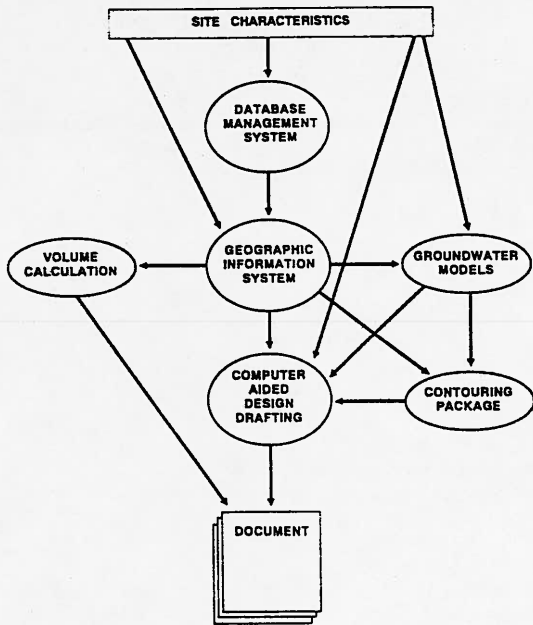 SITE CHARACTERISTICS
DATABASE
MANAGEMENT
SYSTEM
VOLUME
CALCULATION
GEOGRAPHIC
INFORMATION
SYSTEM
GROUNDWATER
MODELS
COMPUTER
AIDED
DESIGN
DRAFTING
CONTOURING
PACKAGE
DOCUMENT